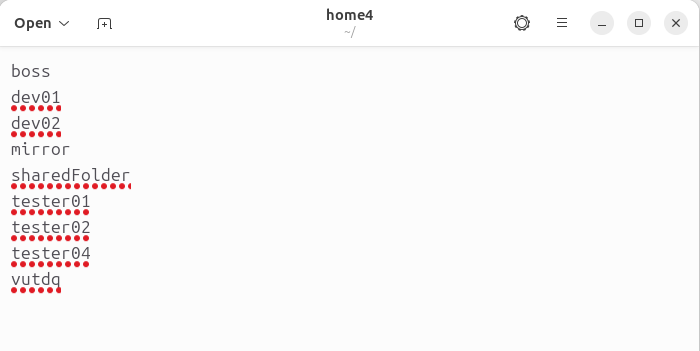 Open
home4
~/
boss
dev01
dev02
mirror
sharedFolder
tester01
tester02
tester04
vutdq